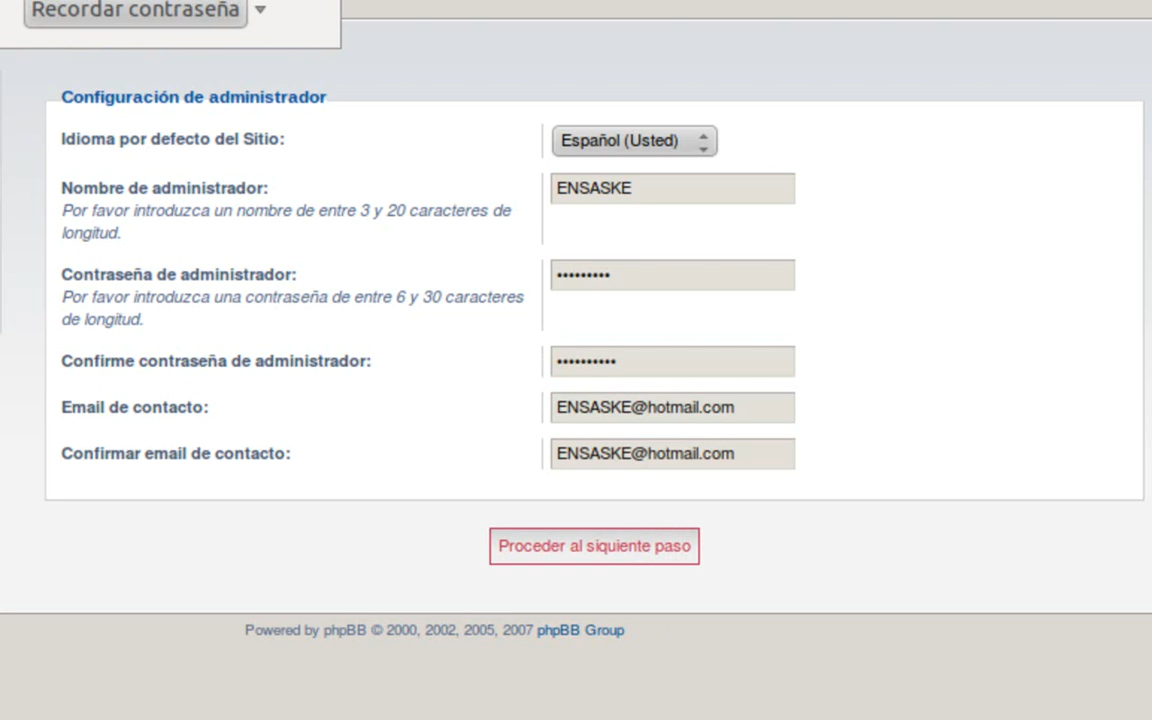 Recordar contraseña
Configuración de administrador
Idioma por defecto del Sitio:
Español (Usted)
Nombre de administrador:
ENSASKE
Por favor introduzca un nombre de entre 3 y 20 caracteres de
longitud.
Contraseña de administrador:
•••••••••
Por favor introduzca una contraseña de entre 6 y 30 caracteres
de longitud.
Confirme contraseña de administrador:
••••••••••
Email de contacto:
ENSASKE@hotmail.com
Confirmar email de contacto:
ENSASKE@hotmail.com
Proceder al siguiente paso
Powered by phpBB © 2000, 2002, 2005, 2007 phpBB Group